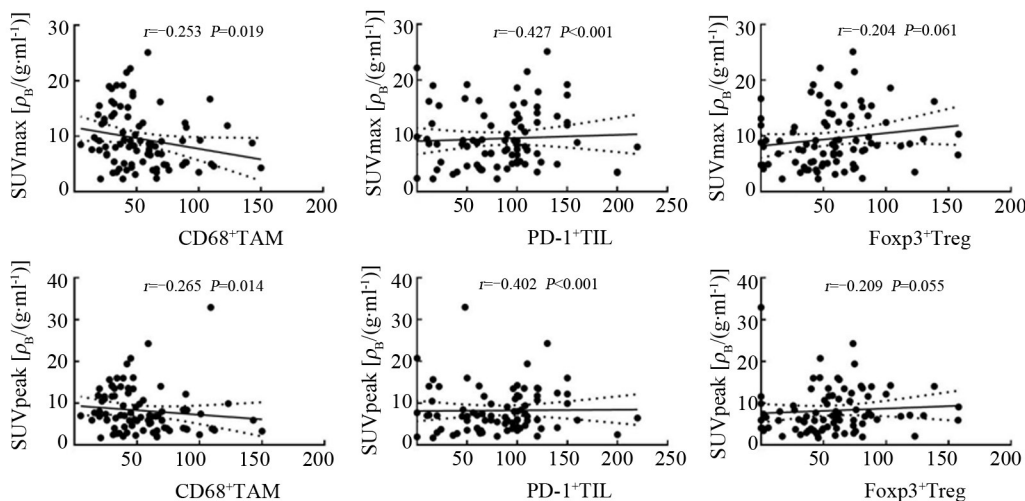 r=−0.253 P=0.019
SUVmax [ρB/(g·ml-1)]
30
20
10
0
50
100
150
200
CD68+TAM
r=−0.427 P<0.001
SUVmax [ρB/(g·ml-1)]
30
20
10
0
50
100
150
200
250
PD-1+TIL
r=−0.204 P=0.061
SUVmax [ρB/(g·ml-1)]
30
20
10
0
50
100
150
200
Foxp3+Treg
r=−0.265 P=0.014
SUVpeak [ρB/(g·ml-1)]
40
30
20
10
0
50
100
150
200
CD68+TAM
r=−0.402 P<0.001
SUVpeak [ρB/(g·ml-1)]
40
30
20
10
0
50
100
150
200
250
PD-1+TIL
r=−0.209 P=0.055
SUVpeak [ρB/(g·ml-1)]
40
30
20
10
0
50
100
150
200
Foxp3+Treg